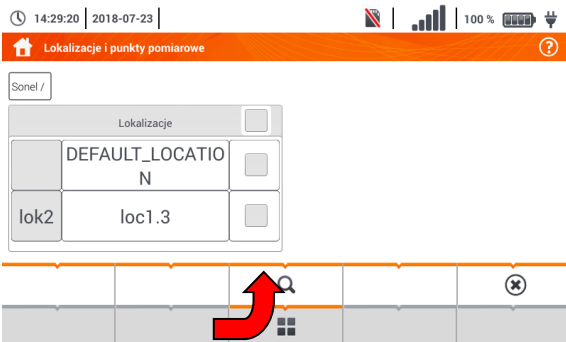 14:29:20 2018-07-23 100 %
Lokalizacje i punkty pomiarowe ?
Sonel /
Lokalizacje
DEFAULT_LOCATIO
N
lok2 loc1.3